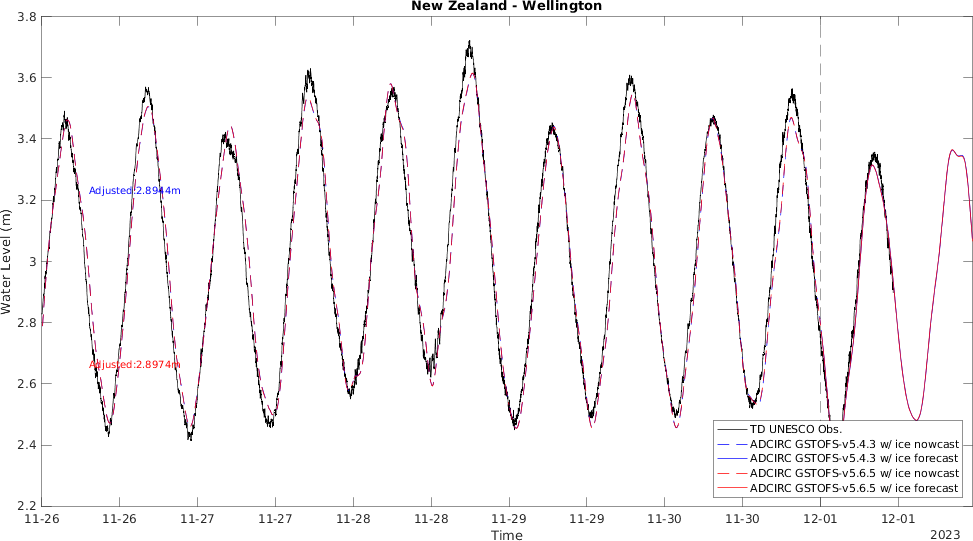 New Zealand - Wellington
3.8
3.6
3.4
3.2
3
2.8
2.6
2.4
2.2
Water Level (m)
Adjusted:2.8944m
Adjusted:2.8974m
TD UNESCO Obs.
ADCIRC GSTOFS-v5.4.3 w/ ice nowcast
ADCIRC GSTOFS-v5.4.3 w/ ice forecast
ADCIRC GSTOFS-v5.6.5 w/ ice nowcast
ADCIRC GSTOFS-v5.6.5 w/ ice forecast
11-26 11-26 11-27 11-27 11-28 11-28 11-29 11-29 11-30 11-30 12-01 12-01
Time
2023